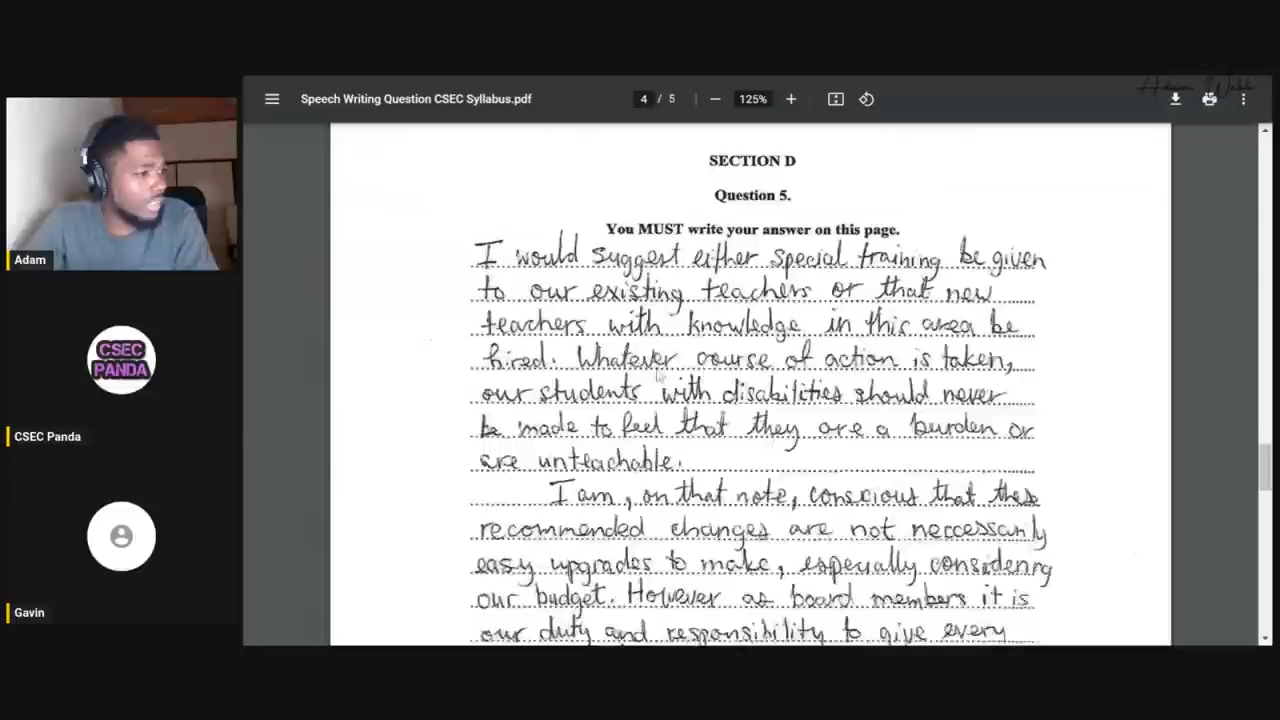 Adam Webb
Speech Writing Question CSEC Syllabus.pdf
4 / 5
125%
SECTION D
Question 5.
You MUST write your answer on this page.
I would suggest either special training be given
to our existing teachers or that new
teachers with knowledge in this area be
hired. Whatever course of action is taken,
our students with disabilities should never
be made to feel that they are a burden or
are unteachable.
I am, on that note, conscious that these
recommended changes are not neccessarily
easy upgrades to make, especially considering
our budget. However as board members it is
our duty and responsibility to give every
Adam
CSEC
PANDA
CSEC Panda
Gavin